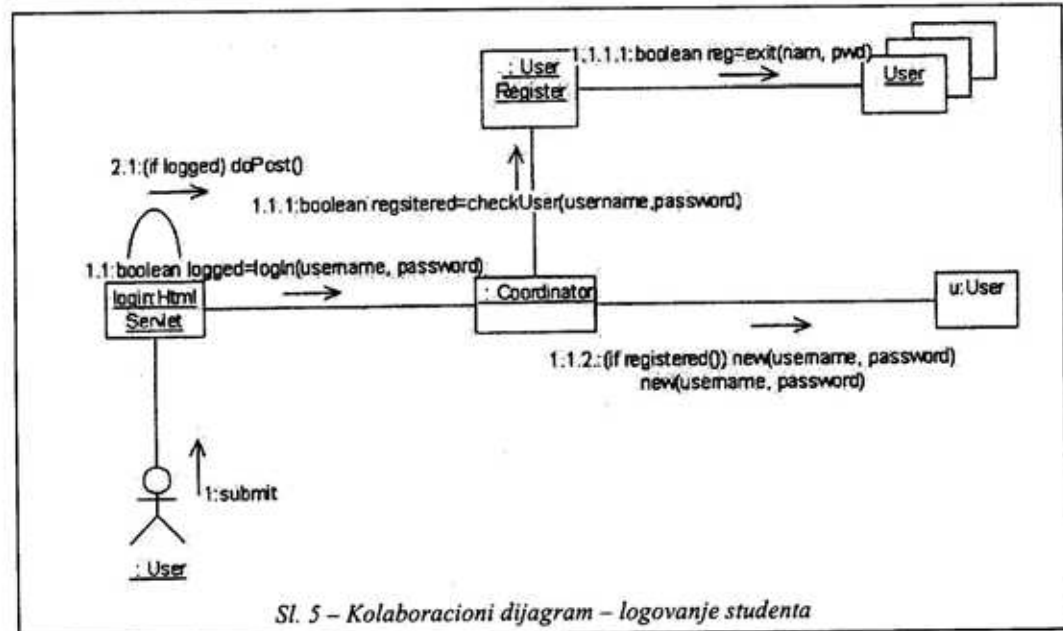 1.1.1.1:boolean reg=exit(nam, pwd)
: User
Register
User
2.1:(if logged) doPost()
1.1.1:boolean regsitered=checkUser(username,password)
1.1:boolean logged=login(username, password)
login:Html
Servlet
: Coordinator
u:User
1.1.2.:(if registered()) new(username, password)
new(username, password)
1:submit
: User
Sl. 5 – Kolaboracioni dijagram – logovanje studenta